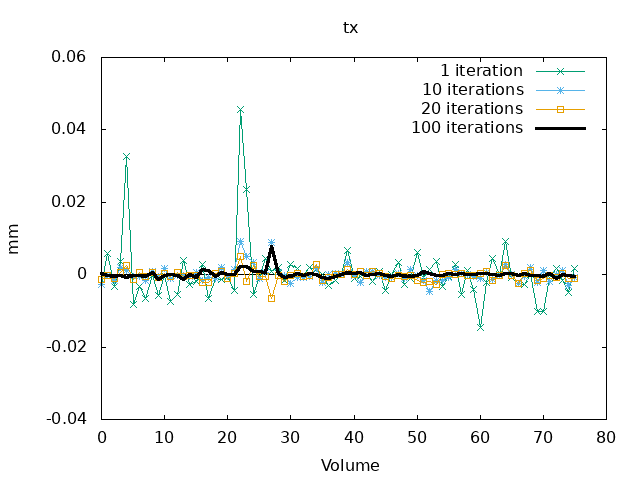 tx
0.06
0.04
0.02
0
-0.02
-0.04
mm
1 iteration
10 iterations
20 iterations
100 iterations
0 10 20 30 40 50 60 70 80
Volume